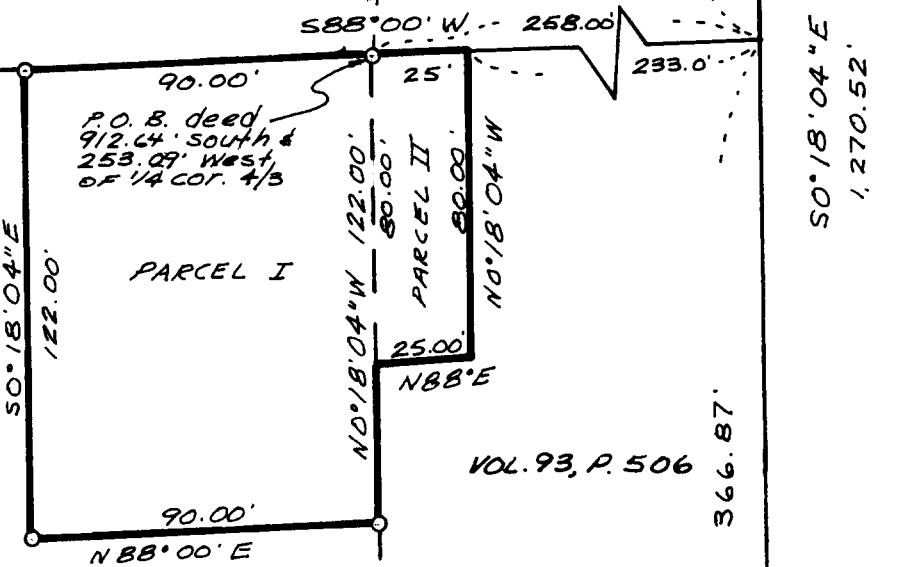 S88°00' W
258.00'
90.00'
25'
233.0'
P.O.B. deed
912.64' South &
253.09' West
OF 1/4 COR. 4/3
S0°18'04"E
122.00'
PARCEL I
N0°18'04"W 122.00'
80.00'
PARCEL II
80.00'
N0°18'04"W
S0°18'04"E
1,270.52'
25.00'
N88°E
366.87'
VOL. 93, P. 506
90.00'
N88°00' E